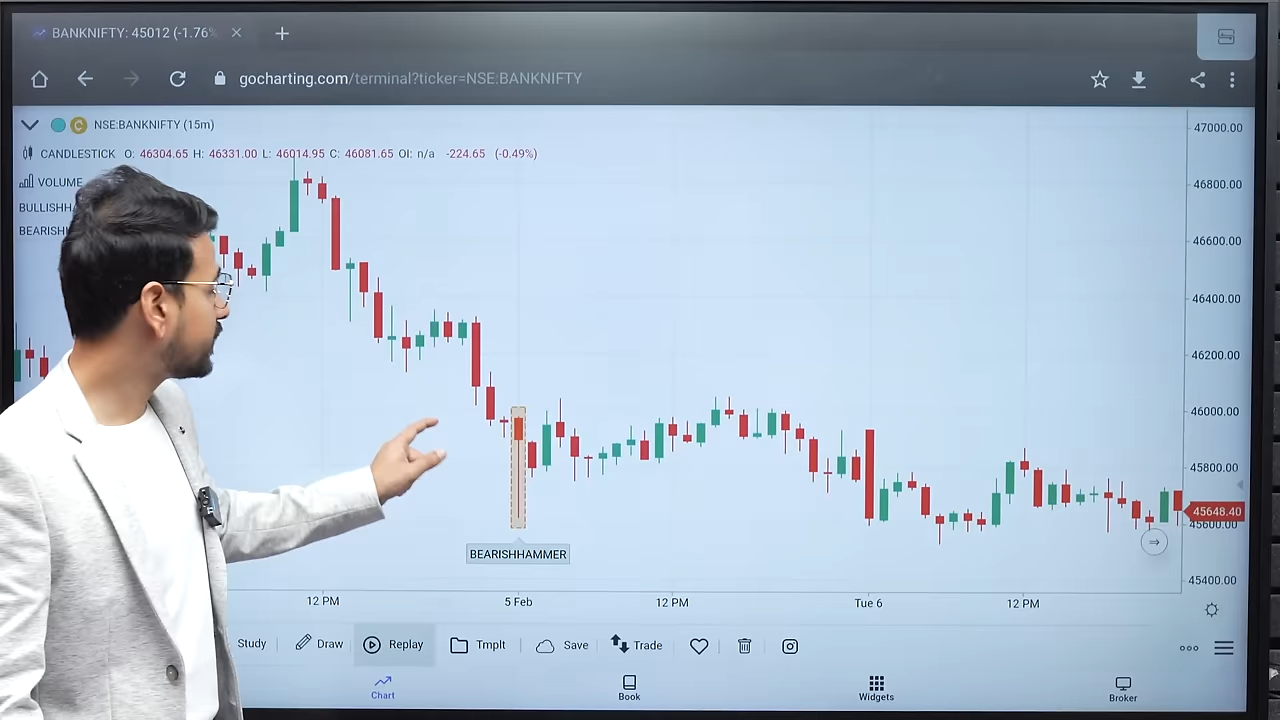 BANKNIFTY: 45012 (-1.76%
gocharting.com/terminal?ticker=NSE:BANKNIFTY
NSE:BANKNIFTY (15m)
CANDLESTICK O: 46304.65 H: 46331.00 L: 46014.95 C: 46081.65 OI: n/a -224.65 (-0.49%)
VOLUME
BULLISHH
BEARISHH
47000.00
46800.00
46600.00
46400.00
46200.00
46000.00
45800.00
45648.40
45600.00
45400.00
BEARISHHAMMER
12 PM 5 Feb 12 PM Tue 6 12 PM
Study Draw Replay Tmplt Save Trade
Chart Book Widgets Broker